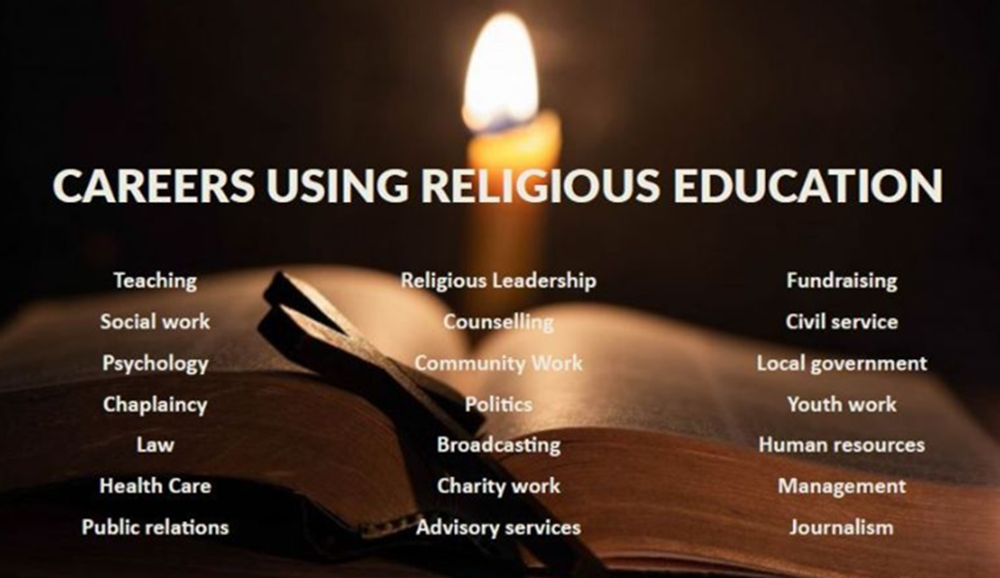 CAREERS USING RELIGIOUS EDUCATION
Teaching
Social work
Psychology
Chaplaincy
Law
Health Care
Public relations
Religious Leadership
Counselling
Community Work
Politics
Broadcasting
Charity work
Advisory services
Fundraising
Civil service
Local government
Youth work
Human resources
Management
Journalism